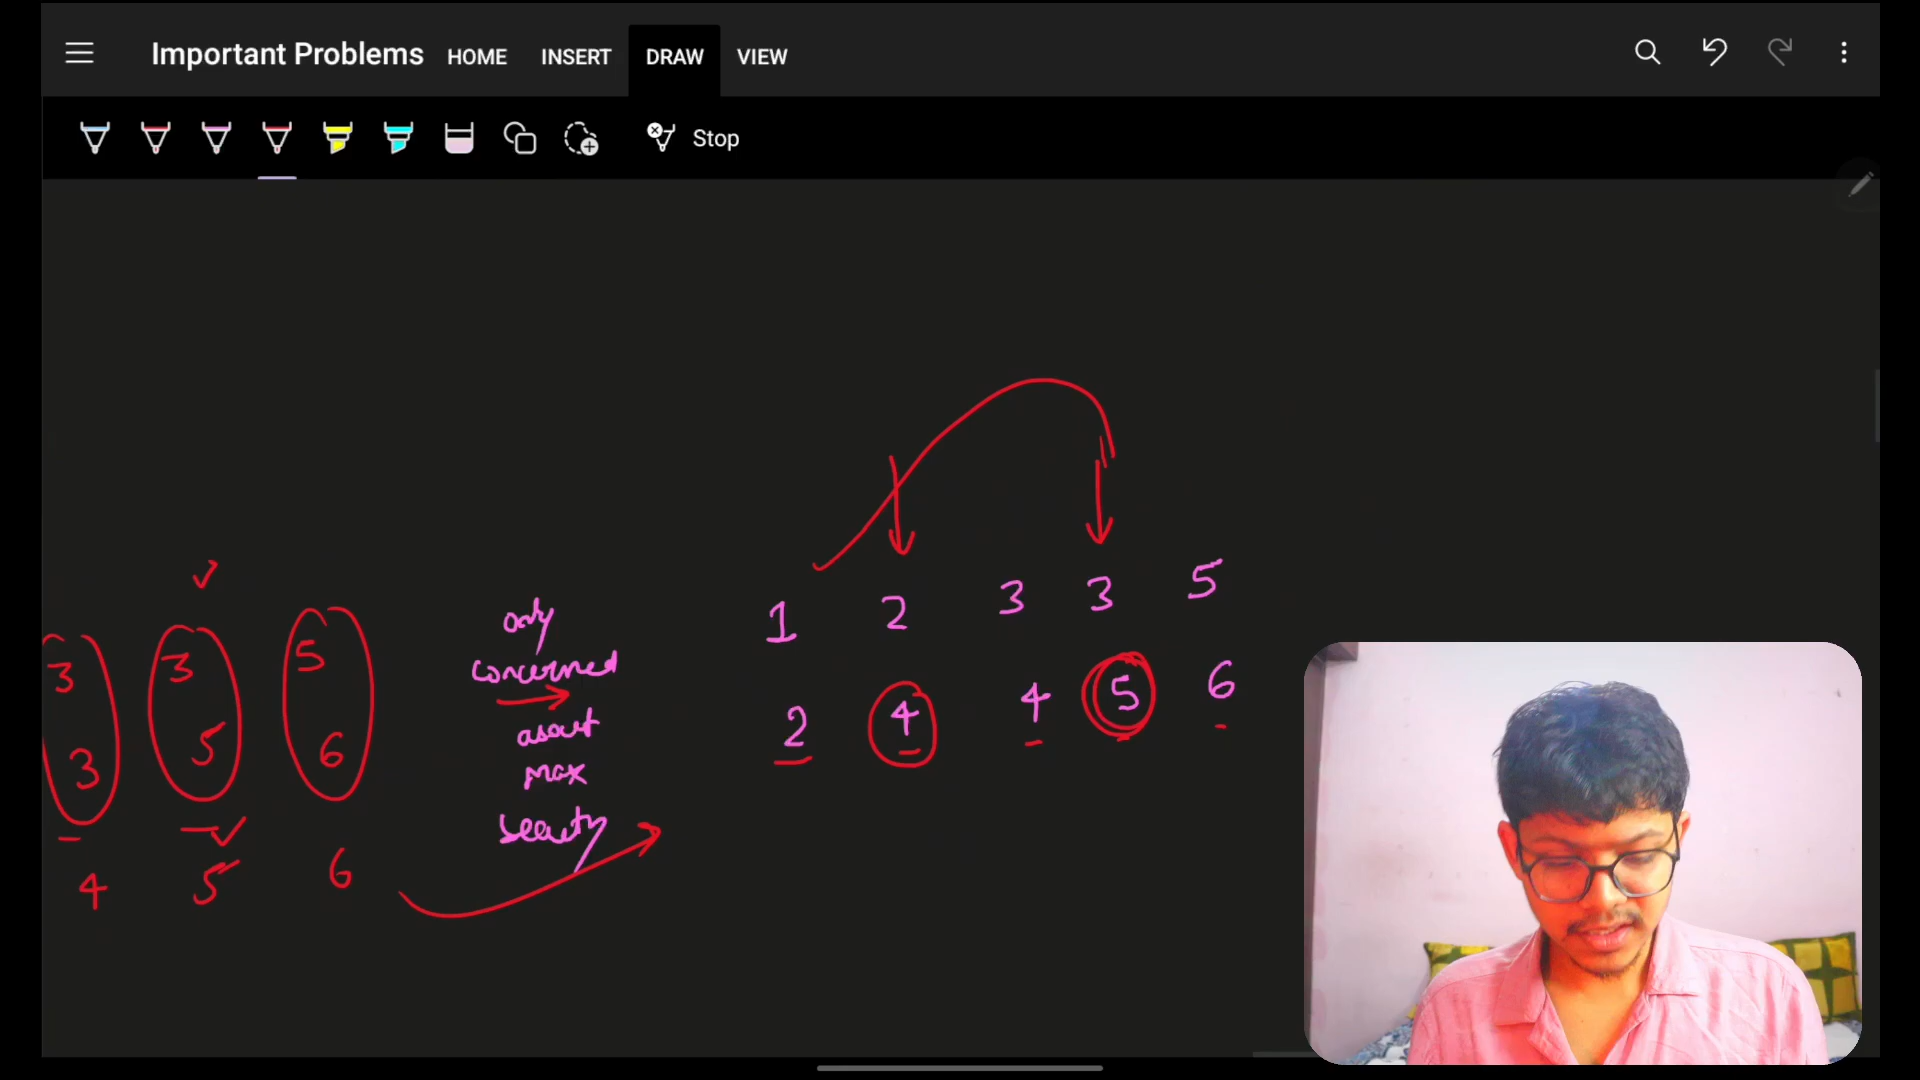 Important Problems HOME INSERT DRAW VIEW
Stop
1 2 3 3 5
2 4 4 5 6
3 3 5
3 5 6
4 5 6
only
concerned
about
max
beauty